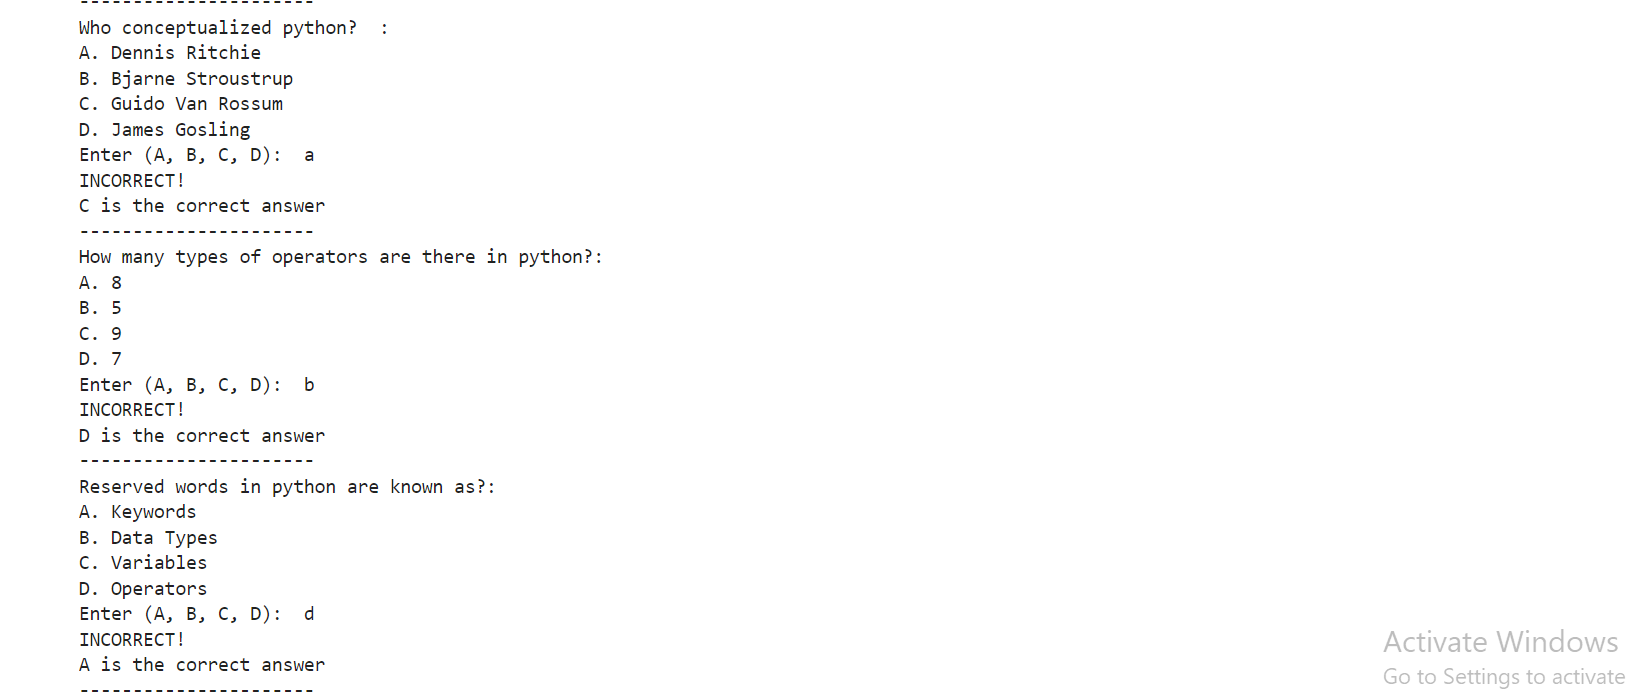 ----------------------
Who conceptualized python?  :
A. Dennis Ritchie
B. Bjarne Stroustrup
C. Guido Van Rossum
D. James Gosling
Enter (A, B, C, D):  a
INCORRECT!
C is the correct answer
----------------------
How many types of operators are there in python?:
A. 8
B. 5
C. 9
D. 7
Enter (A, B, C, D):  b
INCORRECT!
D is the correct answer
----------------------
Reserved words in python are known as?:
A. Keywords
B. Data Types
C. Variables
D. Operators
Enter (A, B, C, D):  d
INCORRECT!
A is the correct answer
----------------------
Activate Windows
Go to Settings to activate